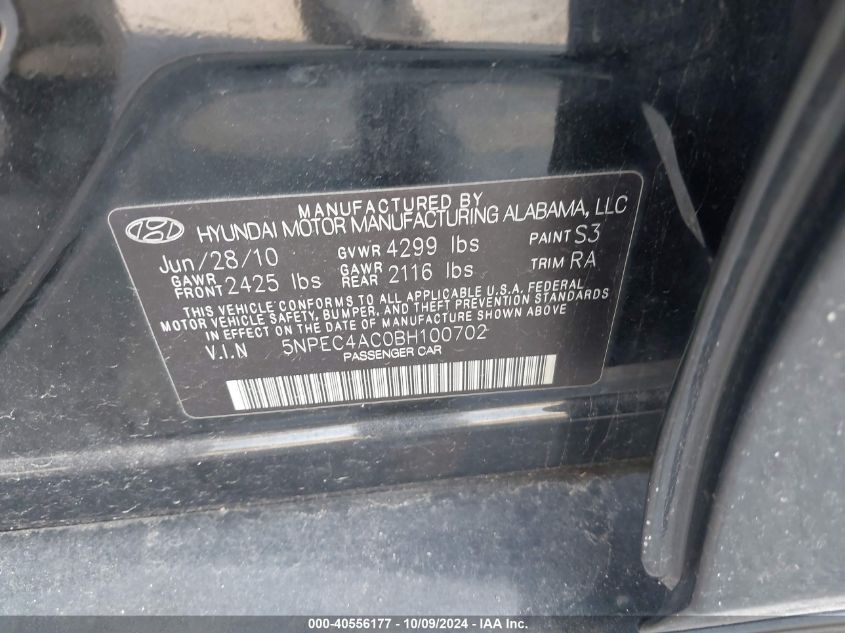 MANUFACTURED BY
HYUNDAI MOTOR MANUFACTURING ALABAMA, LLC
Jun/28/10 GVWR 4299 lbs PAINT S3
GAWR FRONT 2425 lbs GAWR REAR 2116 lbs TRIM RA
THIS VEHICLE CONFORMS TO ALL APPLICABLE U.S.A. FEDERAL
MOTOR VEHICLE SAFETY, BUMPER, AND THEFT PREVENTION STANDARDS
IN EFFECT ON THE DATE OF MANUFACTURE SHOWN ABOVE
V.I.N 5NPEC4AC0BH100702
PASSENGER CAR
000-40556177 - 10/09/2024 - IAAI.com